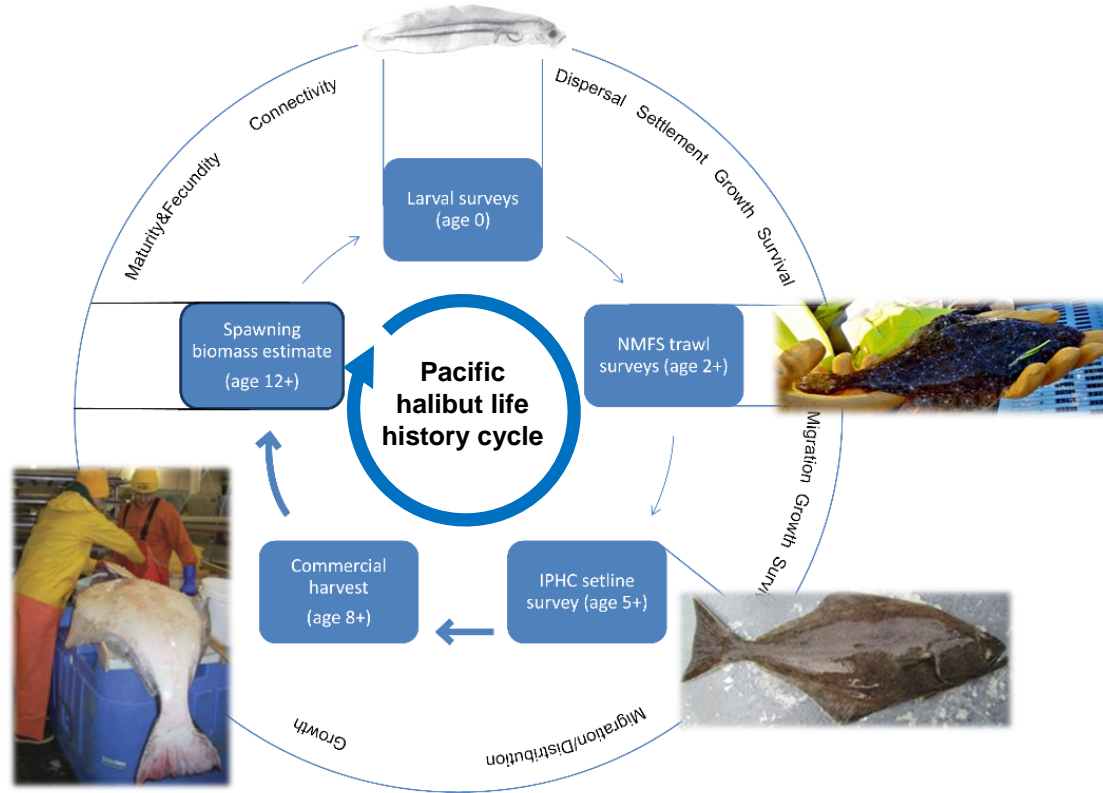 Connectivity
Dispersal Settlement Growth Survival
Maturity&Fecundity
Larval surveys
(age 0)
Spawning
biomass estimate
(age 12+)
Pacific
halibut life
history cycle
NMFS trawl
surveys (age 2+)
Migration Growth
Commercial
harvest
(age 8+)
IPHC setline
survey (age 5+)
Growth
Migration/Distribution